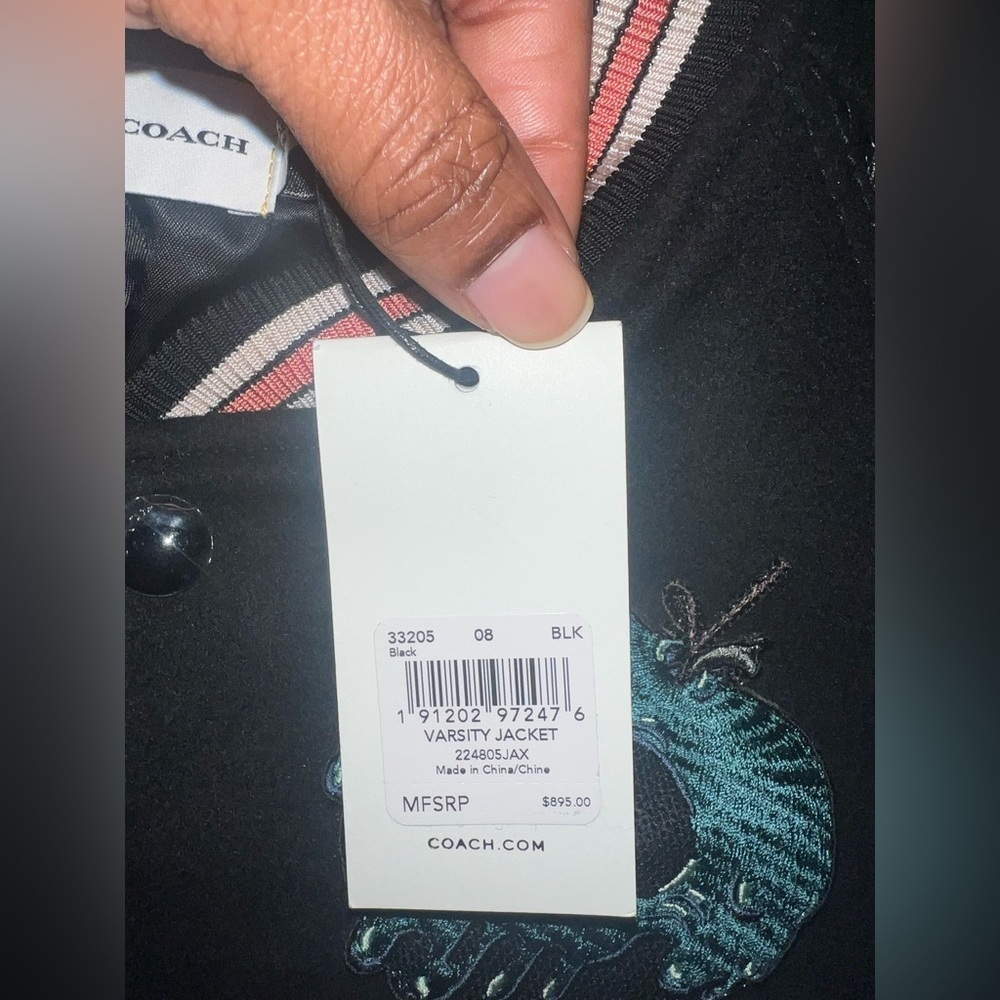 COACH
33205 08 BLK
Black
1 91202 97247 6
VARSITY JACKET
224805JAX
Made in China/Chine
MFSRP $895.00
COACH.COM